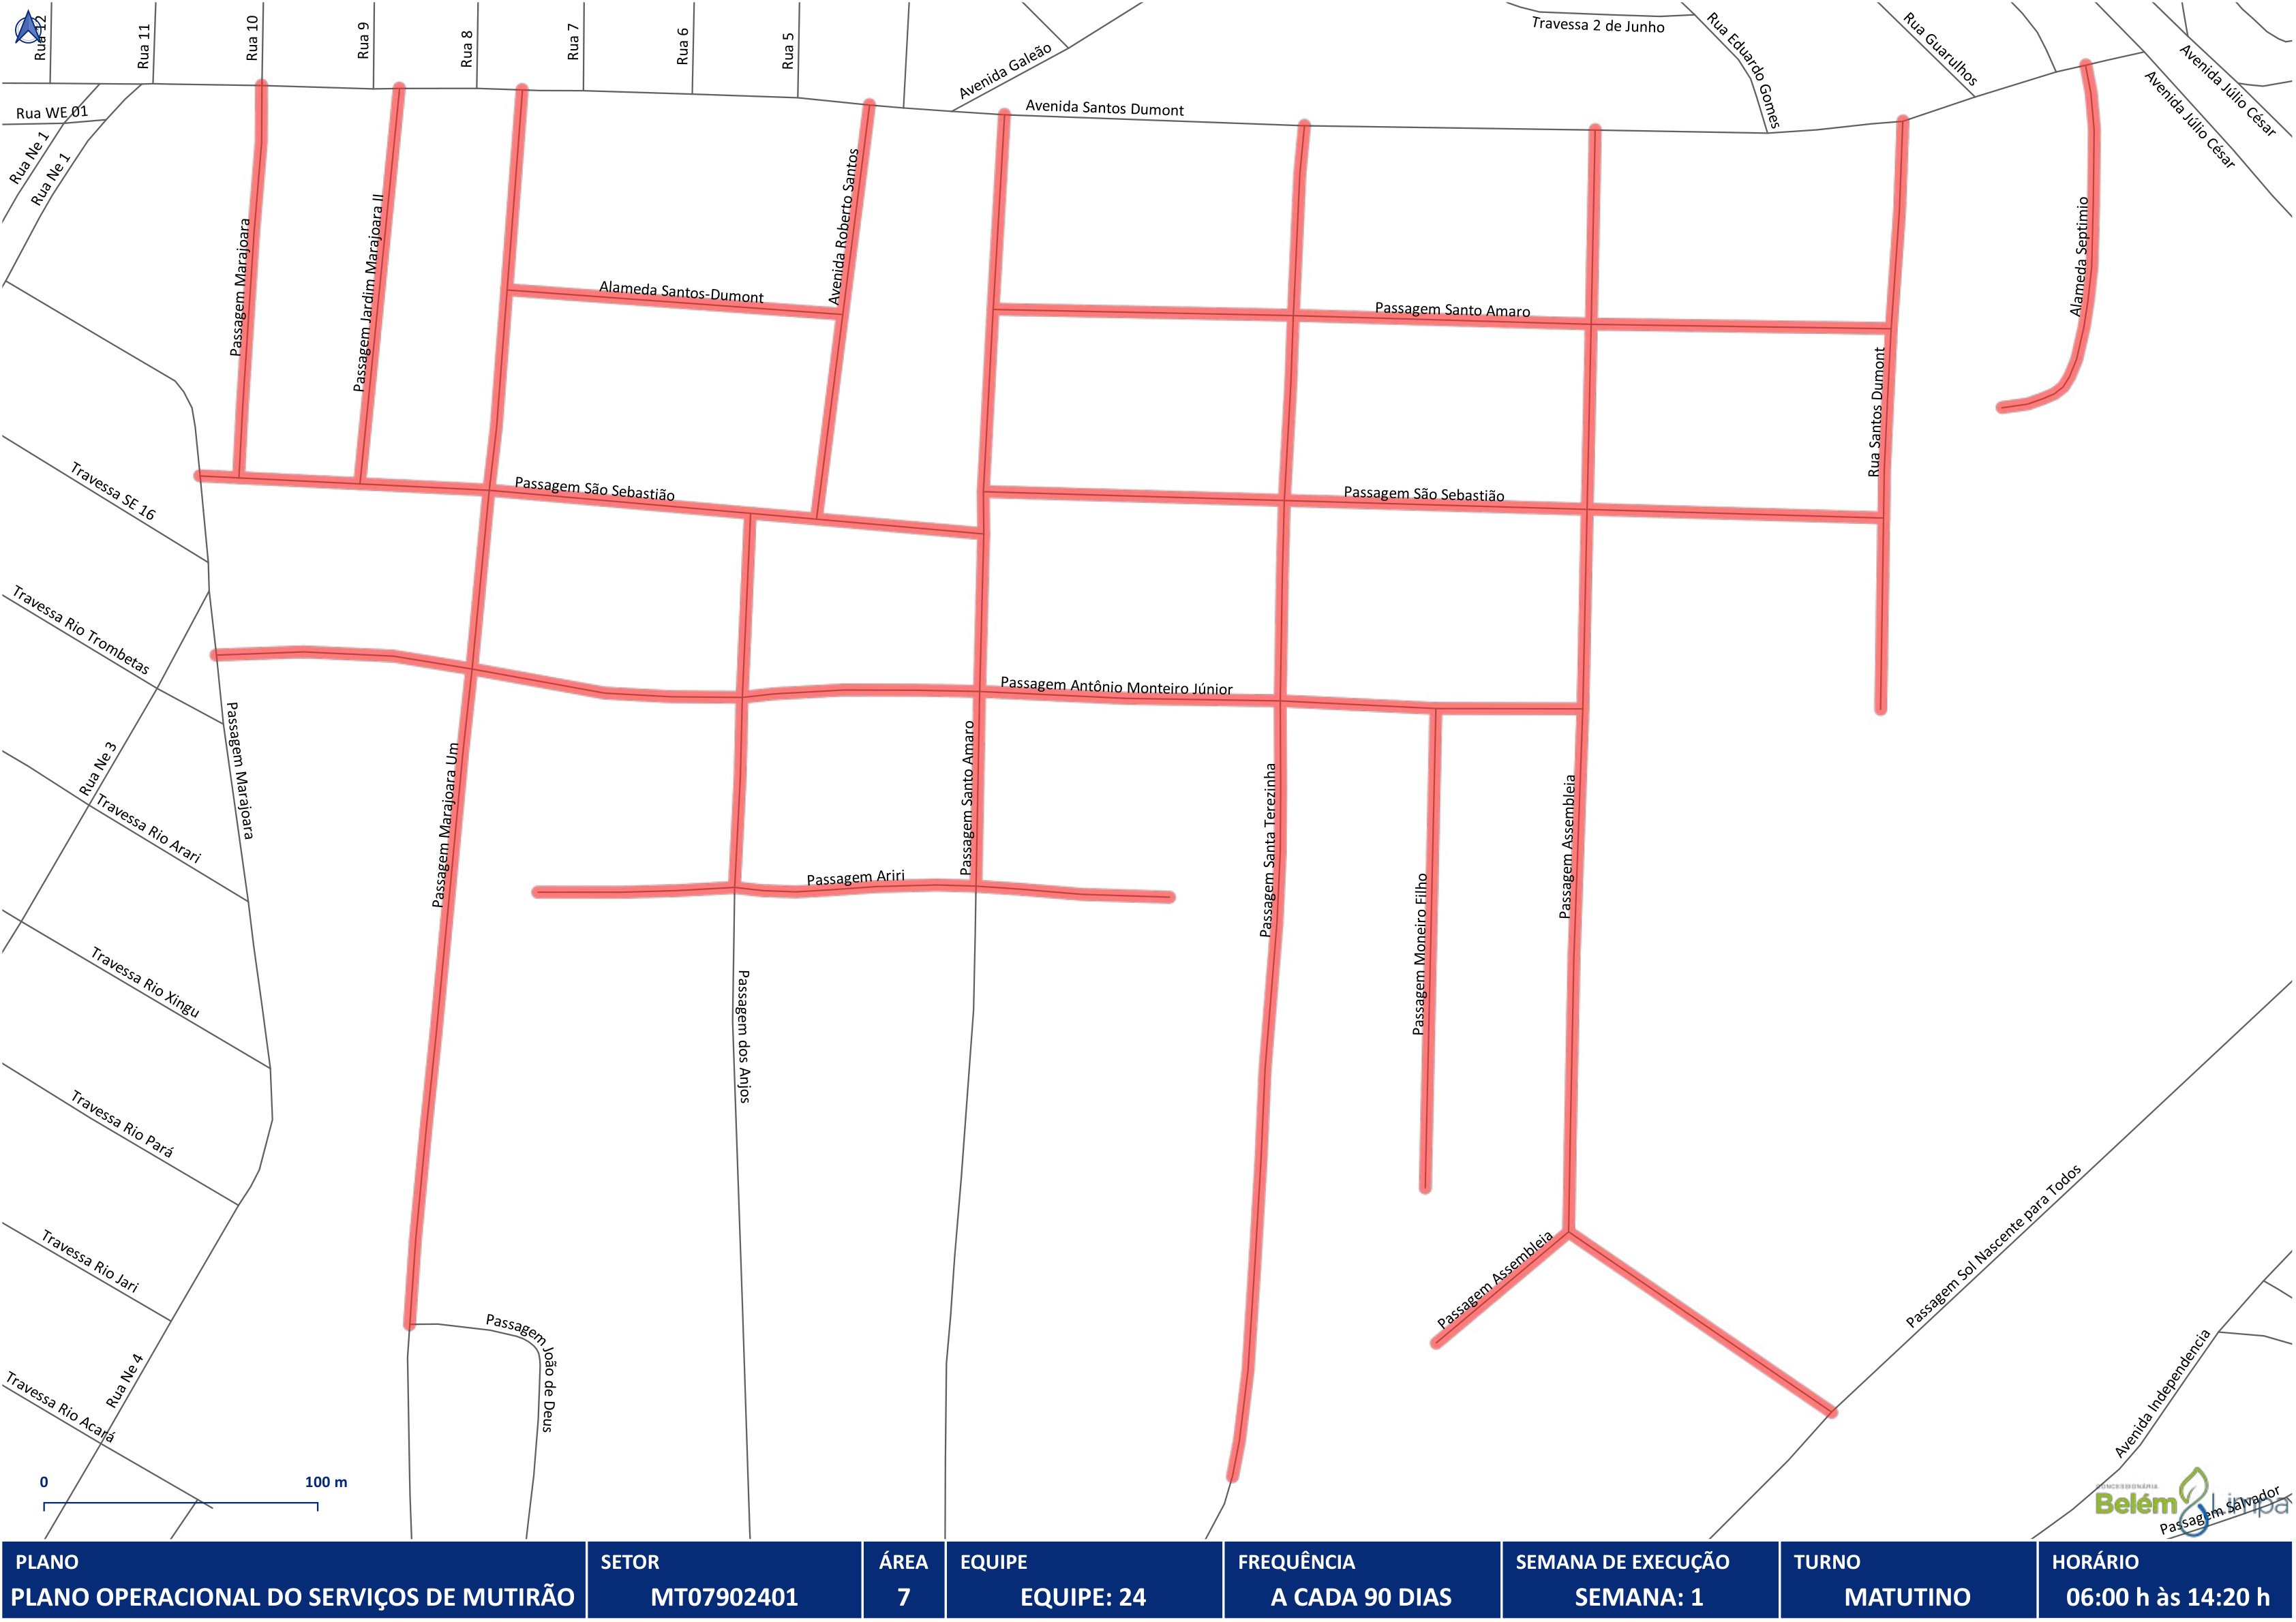 Rua 12
Rua 11
Rua 10
Rua 9
Rua 8
Rua 7
Rua 6
Rua 5
Avenida Galeão
Travessa 2 de Junho
Rua Eduardo Gomes
Rua Guarulhos
Avenida Júlio César
Avenida Júlio César
Rua WE 01
Rua Ne 1
Rua Ne 1
Avenida Santos Dumont
Passagem Marajoara
Passagem Jardim Marajoara II
Avenida Roberto Santos
Alameda Santos-Dumont
Passagem Santo Amaro
Alameda Septimio
Rua Santos Dumont
Travessa SE 16
Passagem São Sebastião
Passagem São Sebastião
Travessa Rio Trombetas
Passagem Antônio Monteiro Júnior
Rua Ne 3
Passagem Marajoara
Travessa Rio Arari
Passagem Marajoara Um
Passagem Santo Amaro
Passagem Santa Terezinha
Passagem Assembleia
Passagem Ariri
Passagem Moneiro Filho
Travessa Rio Xingu
Passagem dos Anjos
Travessa Rio Pará
Travessa Rio Jari
Passagem Assembleia
Passagem Sol Nascente para Todos
Passagem João de Deus
Avenida Independencia
Rua Ne 4
Travessa Rio Acará
0
100 m
CONCESSIONÁRIA
Belém Limpa
Passagem Salvador
PLANO
PLANO OPERACIONAL DO SERVIÇOS DE MUTIRÃO
SETOR
MT07902401
ÁREA
7
EQUIPE
EQUIPE: 24
FREQUÊNCIA
A CADA 90 DIAS
SEMANA DE EXECUÇÃO
SEMANA: 1
TURNO
MATUTINO
HORÁRIO
06:00 h às 14:20 h